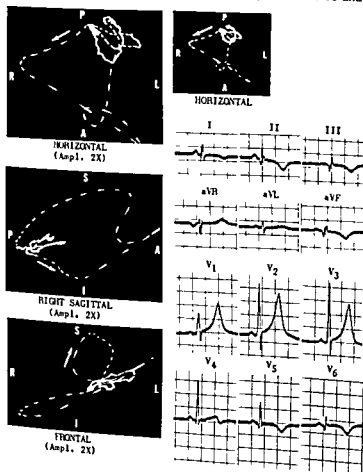 P
R
L
A
HORIZONTAL
(Ampl. 2X)
P
R
L
A
HORIZONTAL
S
P
A
I
RIGHT SAGITTAL
(Ampl. 2X)
S
R
L
I
FRONTAL
(Ampl. 2X)
I II III
aVR aVL aVF
V1 V2 V3
V4 V5 V6